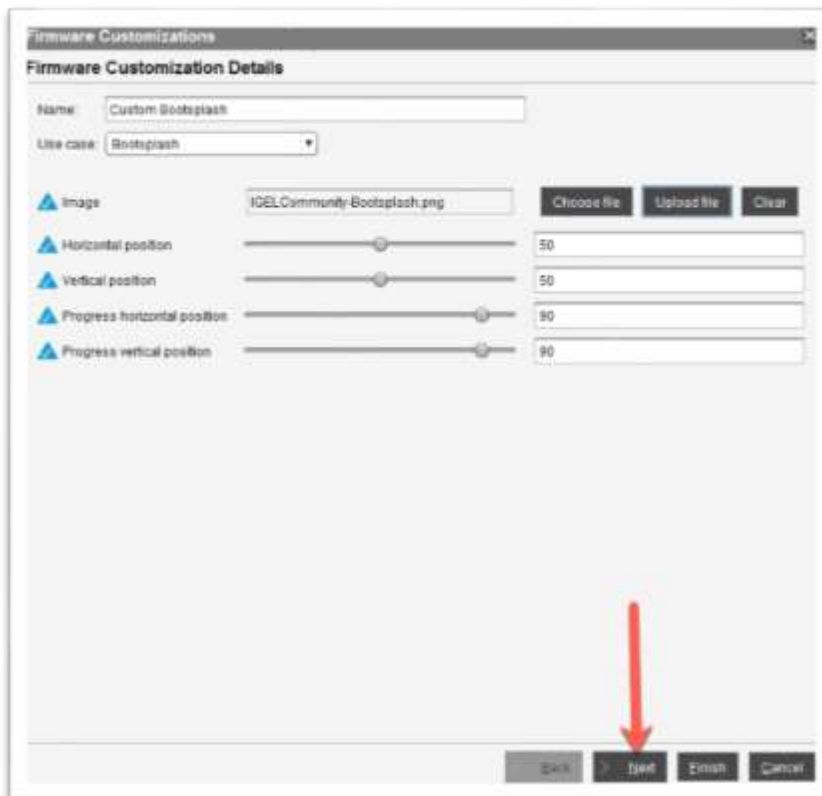 Firmware Customizations
Firmware Customization Details
Name: Custom Bootsplash
Use case: Bootsplash
Image IGELCommunity-Bootsplash.png Choose file Upload file Clear
Horizontal position 50
Vertical position 50
Progress horizontal position 90
Progress vertical position 90
Back Next Finish Cancel